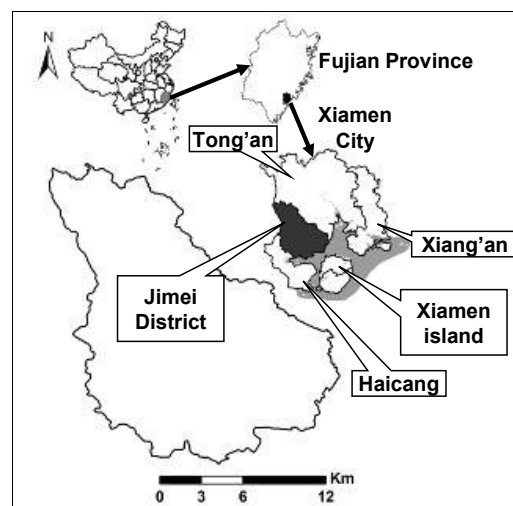 N
Fujian Province
Xiamen
City
Tong'an
Xiang'an
Jimei
District
Xiamen
island
Haicang
Km
0 3 6 12